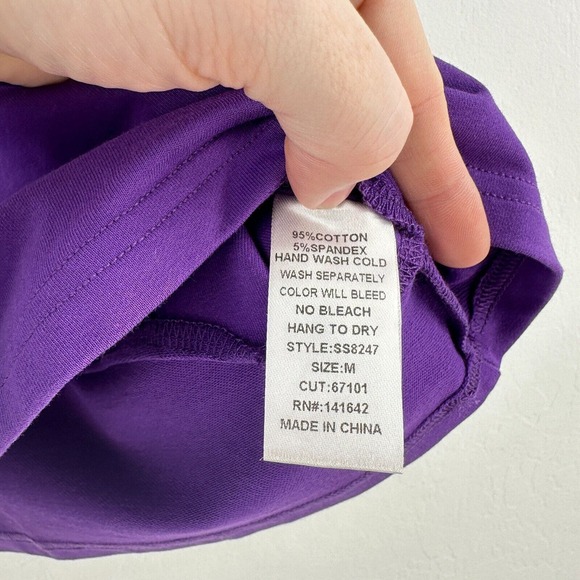 95%COTTON
5%SPANDEX
HAND WASH COLD
WASH SEPARATELY
COLOR WILL BLEED
NO BLEACH
HANG TO DRY
STYLE:SS8247
SIZE:M
CUT:67101
RN#:141642
MADE IN CHINA